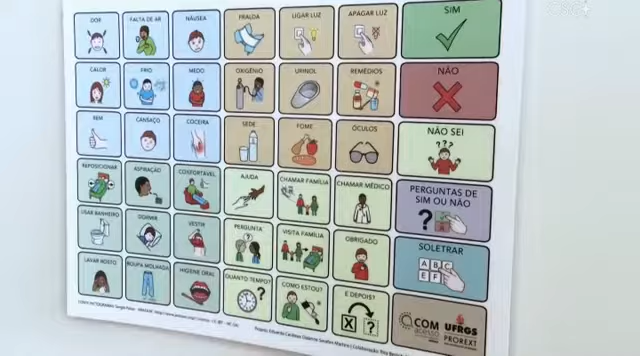 DOR
FALTA DE AR
NÁUSEA
FRALDA
LIGAR LUZ
APAGAR LUZ
SIM
CALOR
FRIO
MEDO
OXIGÊNIO
URINOL
REMÉDIOS
NÃO
BEM
CANSAÇO
COCEIRA
SEDE
FOME
ÓCULOS
NÃO SEI
???
REPOSICIONAR
ASPIRAÇÃO
CONFORTÁVEL
AJUDA
CHAMAR FAMÍLIA
CHAMAR MÉDICO
PERGUNTAS DE
SIM OU NÃO
?
USAR BANHEIRO
DORMIR
VESTIR
PERGUNTA
VISITA FAMÍLIA
OBRIGADO
SOLETRAR
A B C
E F
LAVAR ROSTO
ROUPA MOLHADA
HIGIENE ORAL
QUANTO TEMPO?
?
COMO ESTOU?
?
E DEPOIS?
X ?
COM
acesso
UFRGS
PROREXT